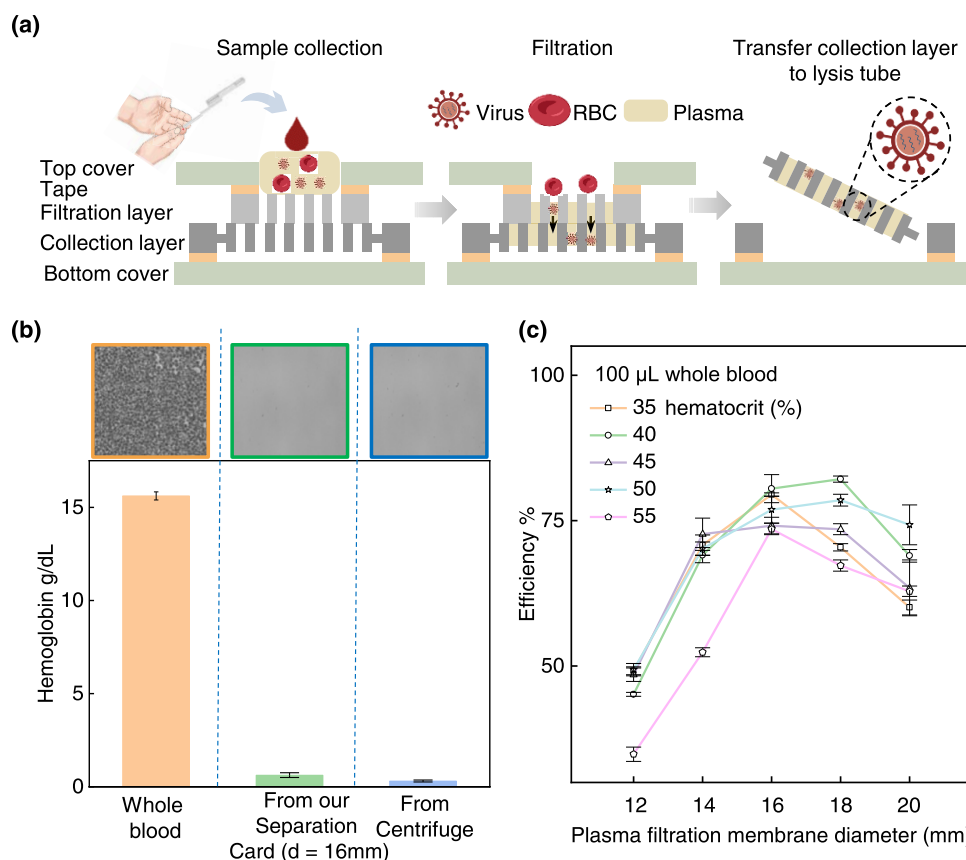 (a)
Sample collection
Filtration
Transfer collection layer
to lysis tube
Virus
RBC
Plasma
Top cover
Tape
Filtration layer
Collection layer
Bottom cover
(b)
15
10
5
0
Hemoglobin g/dL
Whole
blood
From our
Separation
Card (d = 16mm)
From
Centrifuge
(c)
100 µL whole blood
35 hematocrit (%)
40
45
50
55
100
75
50
Efficiency %
12 14 16 18 20
Plasma filtration membrane diameter (mm